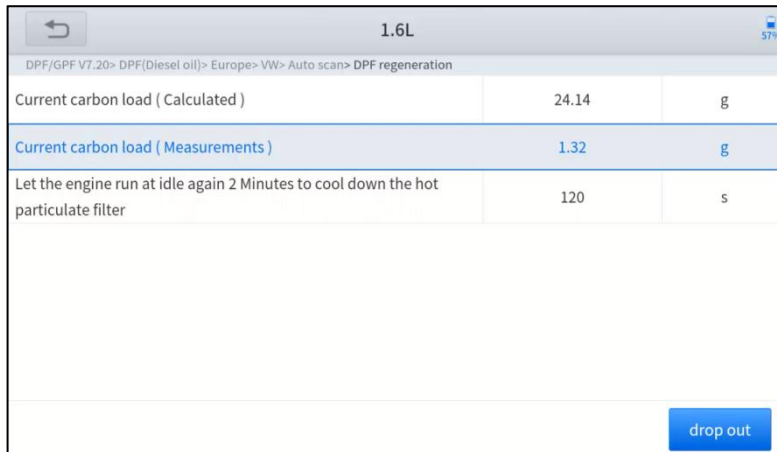 1.6L
57%
DPF/GPF V7.20> DPF(Diesel oil)> Europe> VW> Auto scan> DPF regeneration
Current carbon load ( Calculated ) 24.14 g
Current carbon load ( Measurements ) 1.32 g
Let the engine run at idle again 2 Minutes to cool down the hot
particulate filter 120 s
drop out